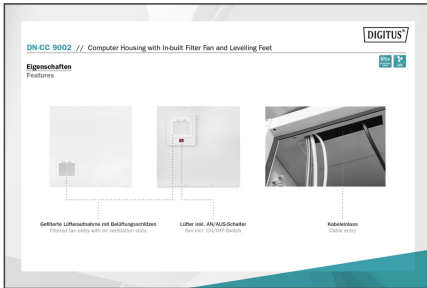 DIGITUS®
DN-CC 9002 // Computer Housing with In-built Filter Fan and Levelling Feet
Eigenschaften
Features
IP54
Gefilterte Lüfteraufnahme mit Belüftungsschlitzen
Filtered fan entry with air ventilation slots
Lüfter inkl. AN/AUS-Schalter
Fan incl. ON/OFF Switch
Kabeleinlass
Cable entry